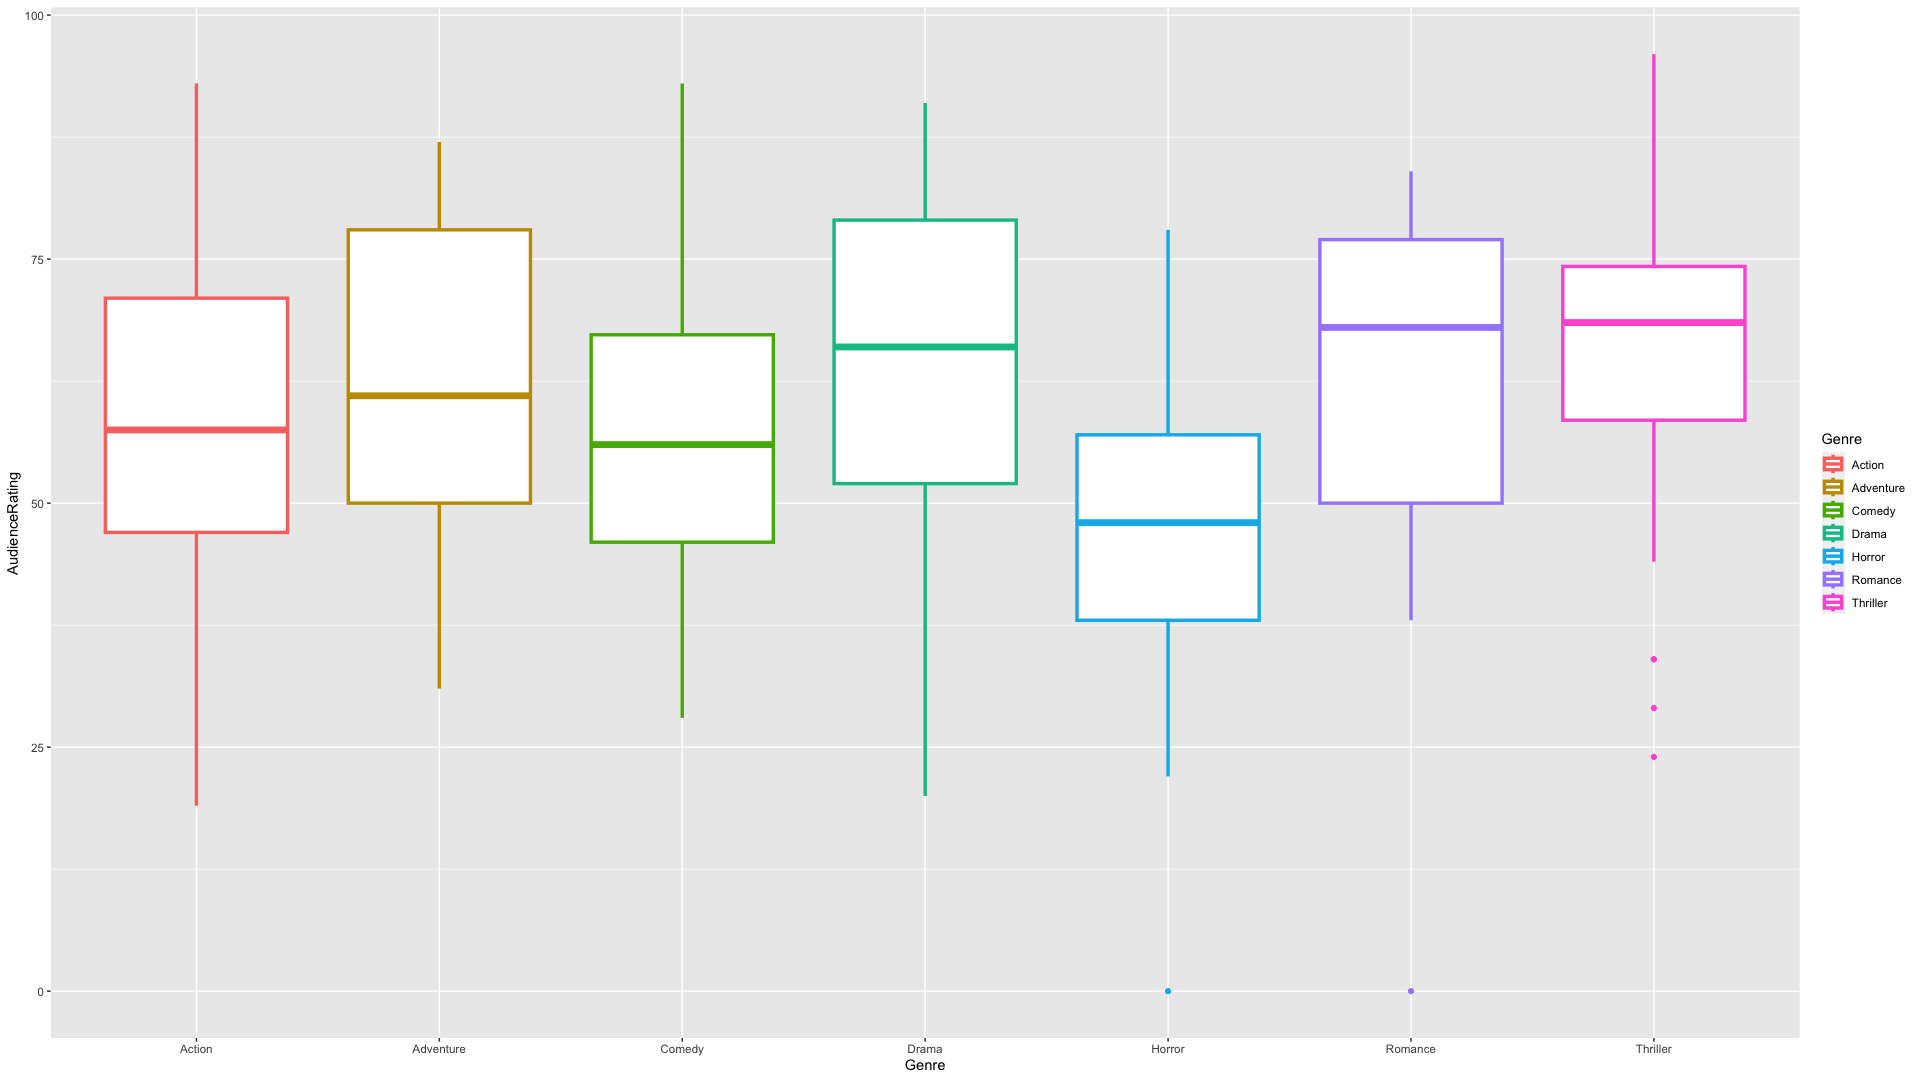 AudienceRating
100
75
50
25
0
Action
Adventure
Comedy
Drama
Horror
Romance
Thriller
Genre
Genre
Action
Adventure
Comedy
Drama
Horror
Romance
Thriller